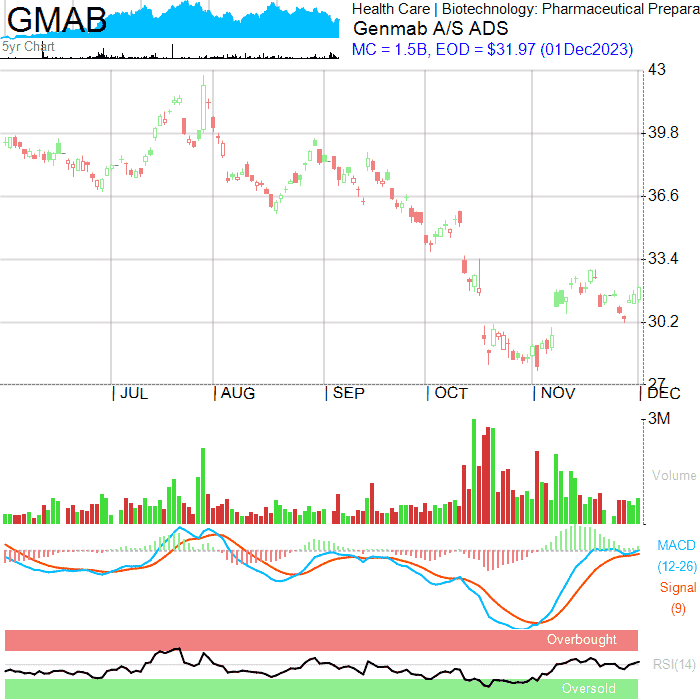 GMAB
Health Care | Biotechnology: Pharmaceutical Prepara
Genmab A/S ADS
5yr Chart
MC = 1.5B, EOD = $31.97 (01Dec2023)
43
39.8
36.6
33.4
30.2
27
JUL
AUG
SEP
OCT
NOV
DEC
3M
Volume
MACD
(12-26)
Signal
(9)
Overbought
RSI(14)
Oversold